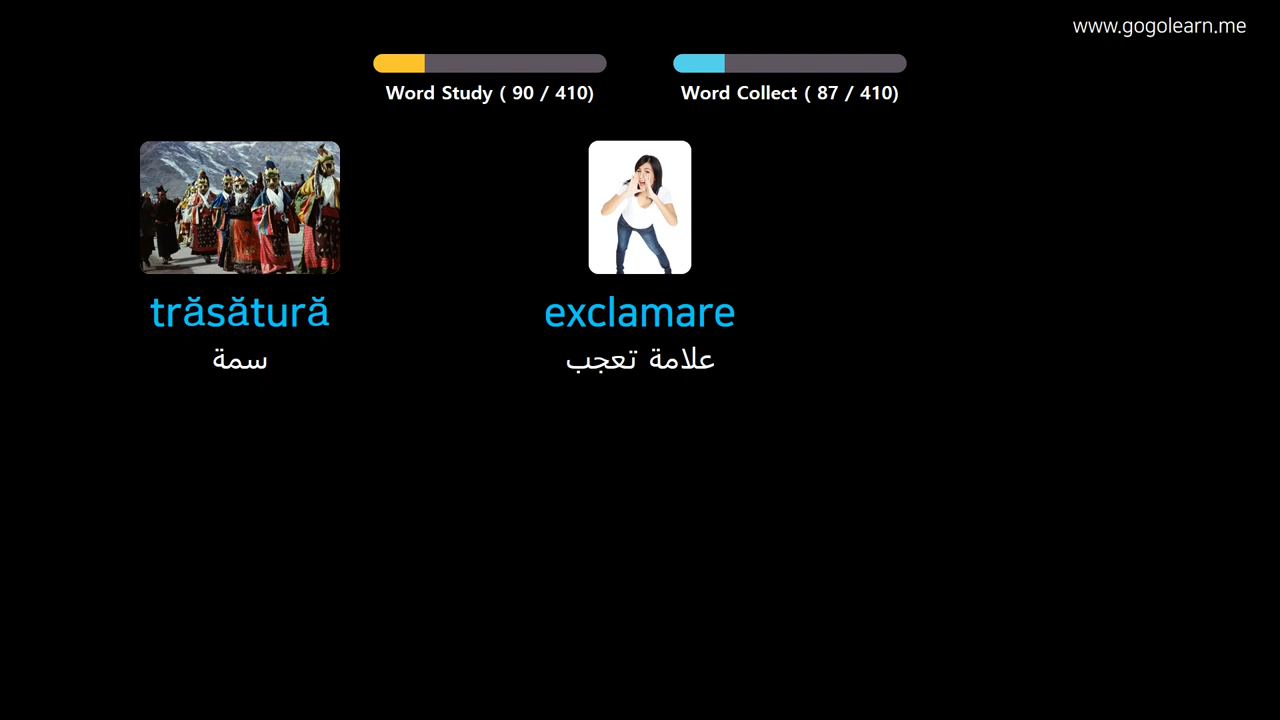 www.gogolearn.me
Word Study ( 90 / 410)
Word Collect ( 87 / 410)
trăsătură
سمة
exclamare
علامة تعجب